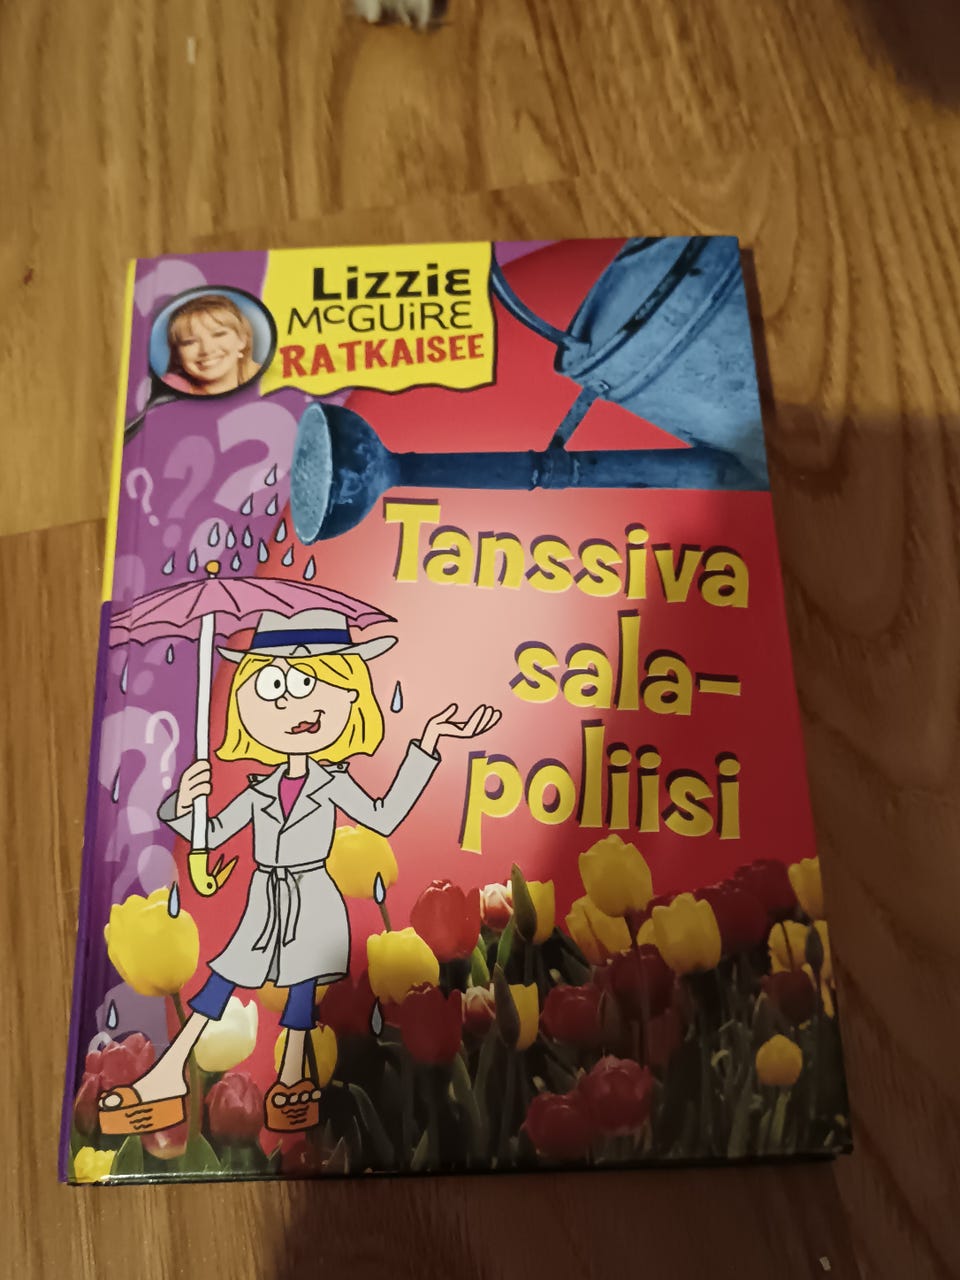 Lizzie
McGuire
RATKAISEE
Tanssiva
sala-
poliisi